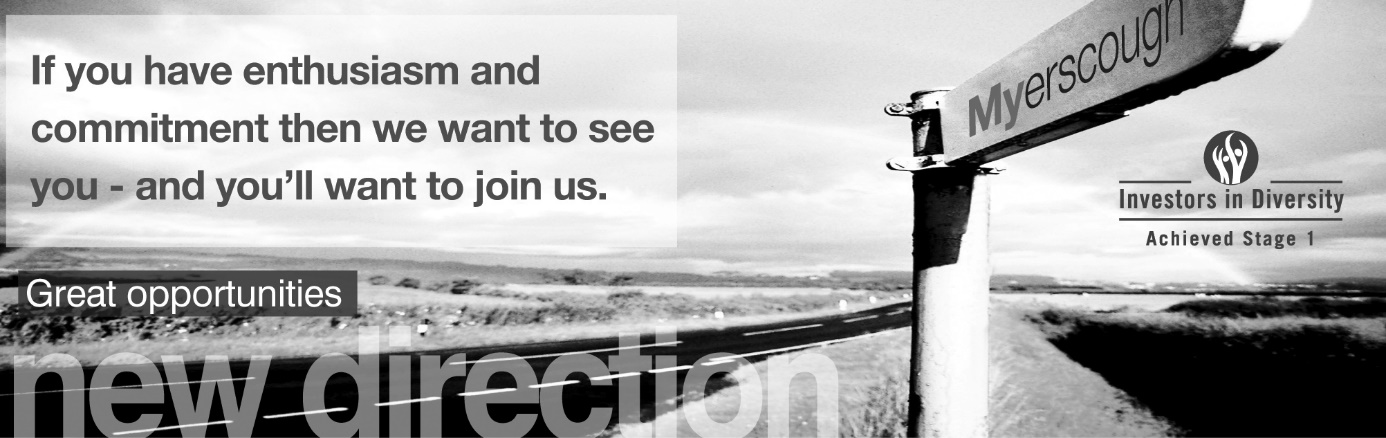 If you have enthusiasm and
commitment then we want to see
you - and you’ll want to join us.
Great opportunities
new direction
Myerscough
Investors in Diversity
Achieved Stage 1